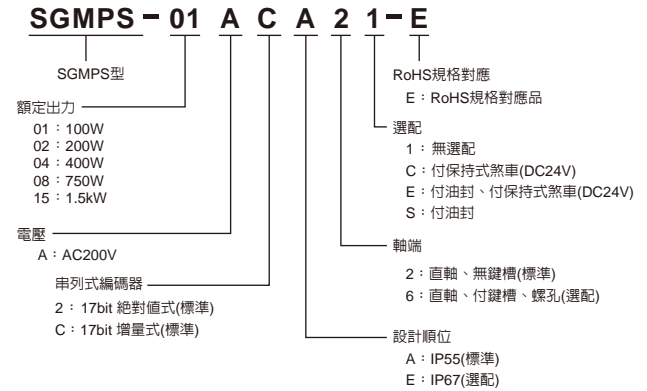 SGMPS-01 A C A 2 1-E
SGMPS型
額定出力
01：100W
02：200W
04：400W
08：750W
15：1.5kW
電壓
A：AC200V
串列式編碼器
2：17bit 絕對值式(標準)
C：17bit 增量式(標準)
RoHS規格對應
E：RoHS規格對應品
選配
1：無選配
C：付保持式煞車(DC24V)
E：付油封、付保持式煞車(DC24V)
S：付油封
軸端
2：直軸、無鍵槽(標準)
6：直軸、付鍵槽、螺孔(選配)
設計順位
A：IP55(標準)
E：IP67(選配)